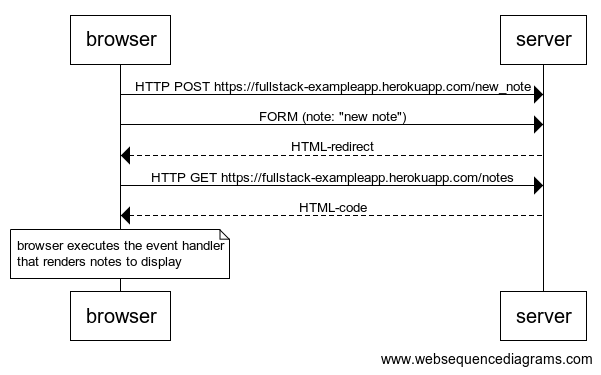 browser server
HTTP POST https://fullstack-exampleapp.herokuapp.com/new_note
FORM (note: "new note")
HTML-redirect
HTTP GET https://fullstack-exampleapp.herokuapp.com/notes
HTML-code
browser executes the event handler
that renders notes to display
browser server
www.websequencediagrams.com